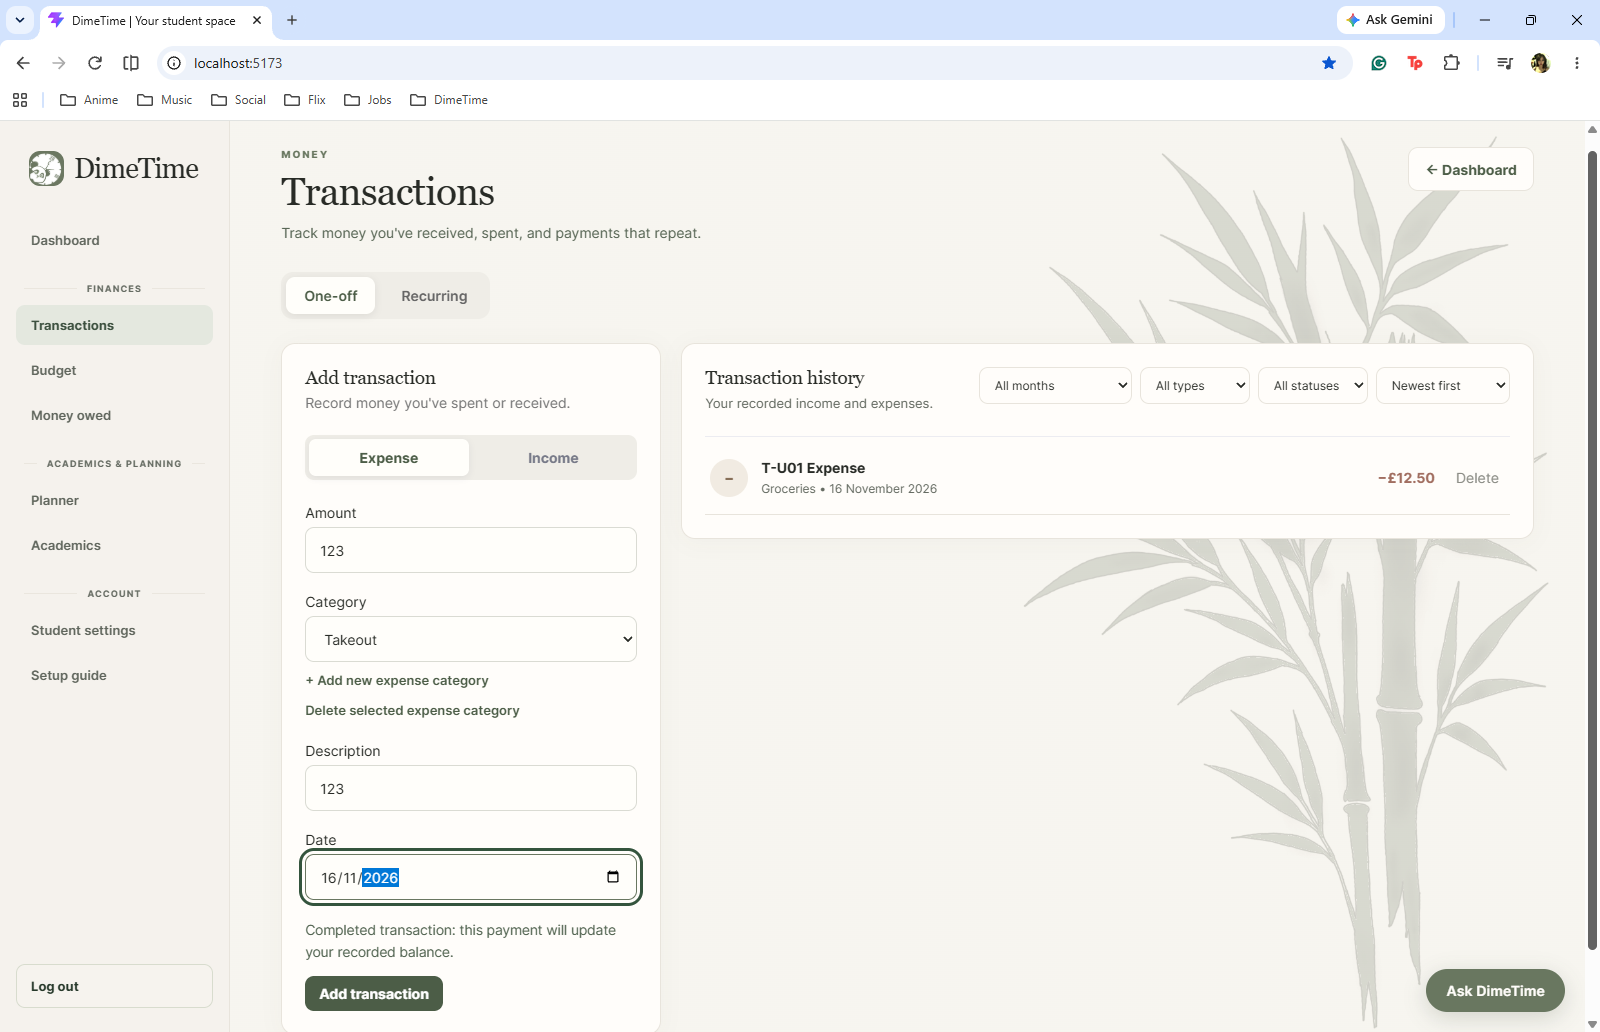 DimeTime | Your student space
Ask Gemini
localhost:5173
Anime
Music
Social
Flix
Jobs
DimeTime
DimeTime
Dashboard
FINANCES
Transactions
Budget
Money owed
ACADEMICS & PLANNING
Planner
Academics
ACCOUNT
Student settings
Setup guide
Log out
MONEY
Transactions
Track money you've received, spent, and payments that repeat.
← Dashboard
One-off
Recurring
Add transaction
Record money you've spent or received.
Expense
Income
Amount
123
Category
Takeout
+ Add new expense category
Delete selected expense category
Description
123
Date
16/11/2026
Completed transaction: this payment will update
your recorded balance.
Add transaction
Transaction history
Your recorded income and expenses.
All months
All types
All statuses
Newest first
T-U01 Expense
Groceries • 16 November 2026
−£12.50
Delete
Ask DimeTime